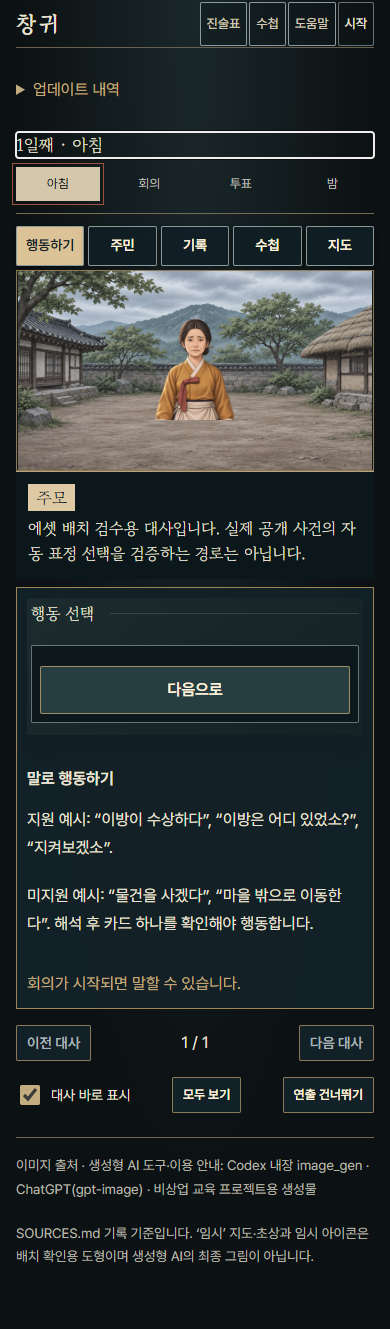 창귀
진술표 수첩 도움말 시작
▶ 업데이트 내역
1일째 · 아침
아침 회의 투표 밤
행동하기 주민 기록 수첩 지도
주모
에셋 배치 검수용 대사입니다. 실제 공개 사건의 자
동 표정 선택을 검증하는 경로는 아닙니다.
행동 선택
다음으로
말로 행동하기
지원 예시: “이방이 수상하다”, “이방은 어디 있었소?”,
“지켜보겠소”.
미지원 예시: “물건을 사겠다”, “마을 밖으로 이동한
다”. 해석 후 카드 하나를 확인해야 행동합니다.
회의가 시작되면 말할 수 있습니다.
이전 대사 1 / 1 다음 대사
대사 바로 표시 모두 보기 연출 건너뛰기
이미지 출처 · 생성형 AI 도구·이용 안내: Codex 내장 image_gen ·
ChatGPT(gpt-image) · 비상업 교육 프로젝트용 생성물
SOURCES.md 기록 기준입니다. ‘임시’ 지도·초상과 임시 아이콘은
배치 확인용 도형이며 생성형 AI의 최종 그림이 아닙니다.